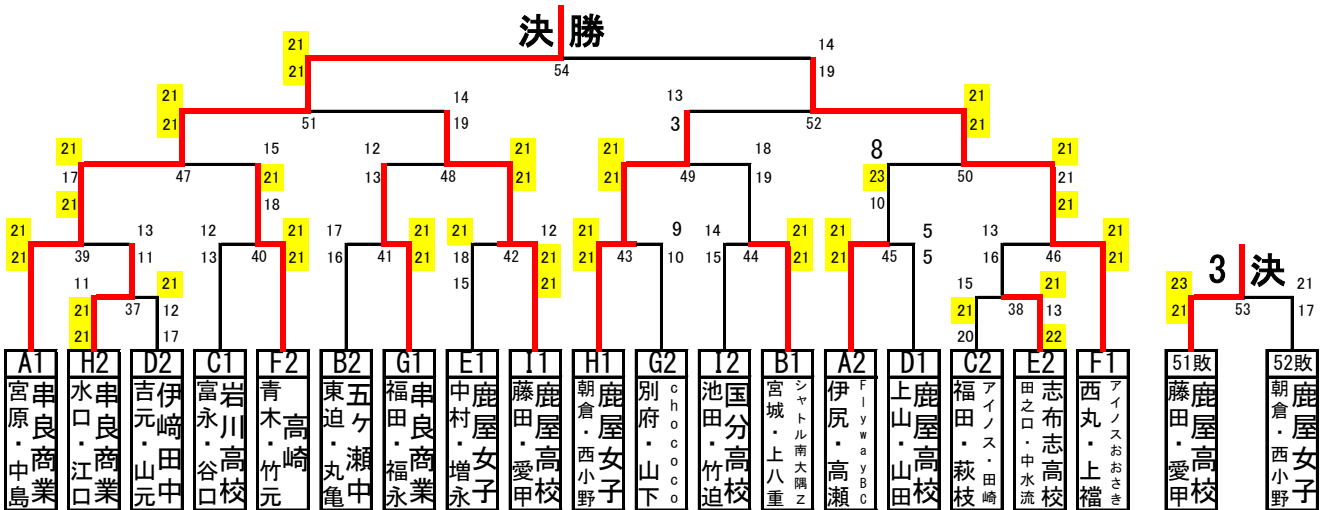 決勝
21 14
21 19
54
21 14 13 21
21 19 3 21
51 52
21 15 12 21 21 18 8 21
17 21 13 21 21 19 23 21
21 18 10 21
47 48 49 50
21 13 12 21 17 21 21 12 21 9 14 21 21 5 13 21
21 11 13 21 16 21 18 21 21 10 15 21 21 5 16 21
15 21
39 40 41 42 43 44 45 46
11 21 15 21
21 12 21 13
21 17 20 22
37 38
3決
23 21
21 17
53
A1 H2 D2 C1 F2 B2 G1 E1 I1 H1 G2 I2 B1 A2 D1 C2 E2 F1 51敗 52敗
串良商業
宮原・中島
串良商業
水口・江口
伊﨑田中
吉元・山元
岩川高校
富永・谷口
高崎
青木・竹元
五ケ瀬中
東迫・丸亀
串良商業
福田・福永
鹿屋女子
中村・増永
鹿屋高校
藤田・愛甲
鹿屋女子
朝倉・西小野
chococo
別府・山下
国分高校
池田・竹迫
シャトル南大隅Z
宮城・上八重
FlywayBC
伊尻・高瀬
鹿屋高校
上山・山田
アイノス・田崎
福田・萩枝
志布志高校
田之口・中水流
アイノスおおさき
西丸・上襠
鹿屋高校
藤田・愛甲
鹿屋女子
朝倉・西小野